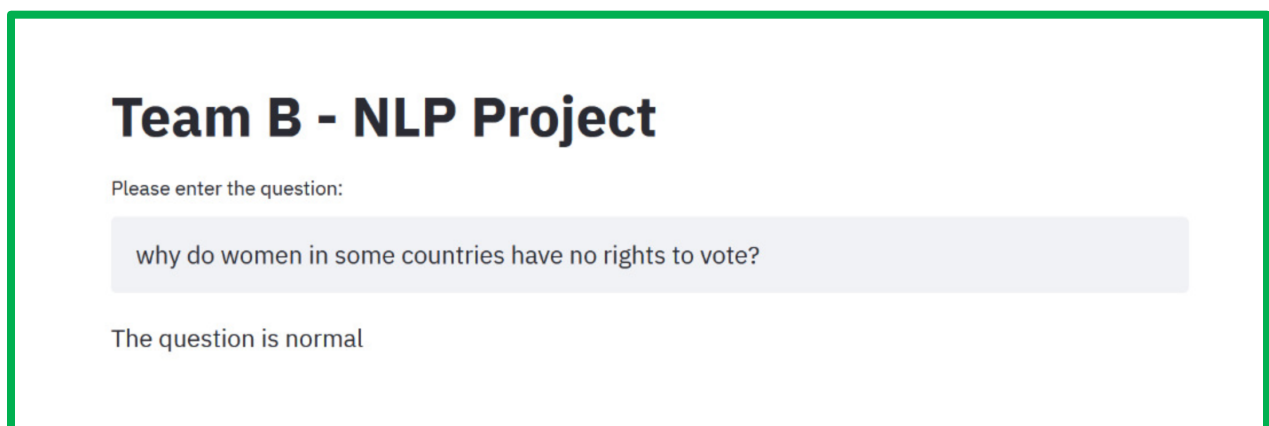 Team B - NLP Project
Please enter the question:
why do women in some countries have no rights to vote?
The question is normal